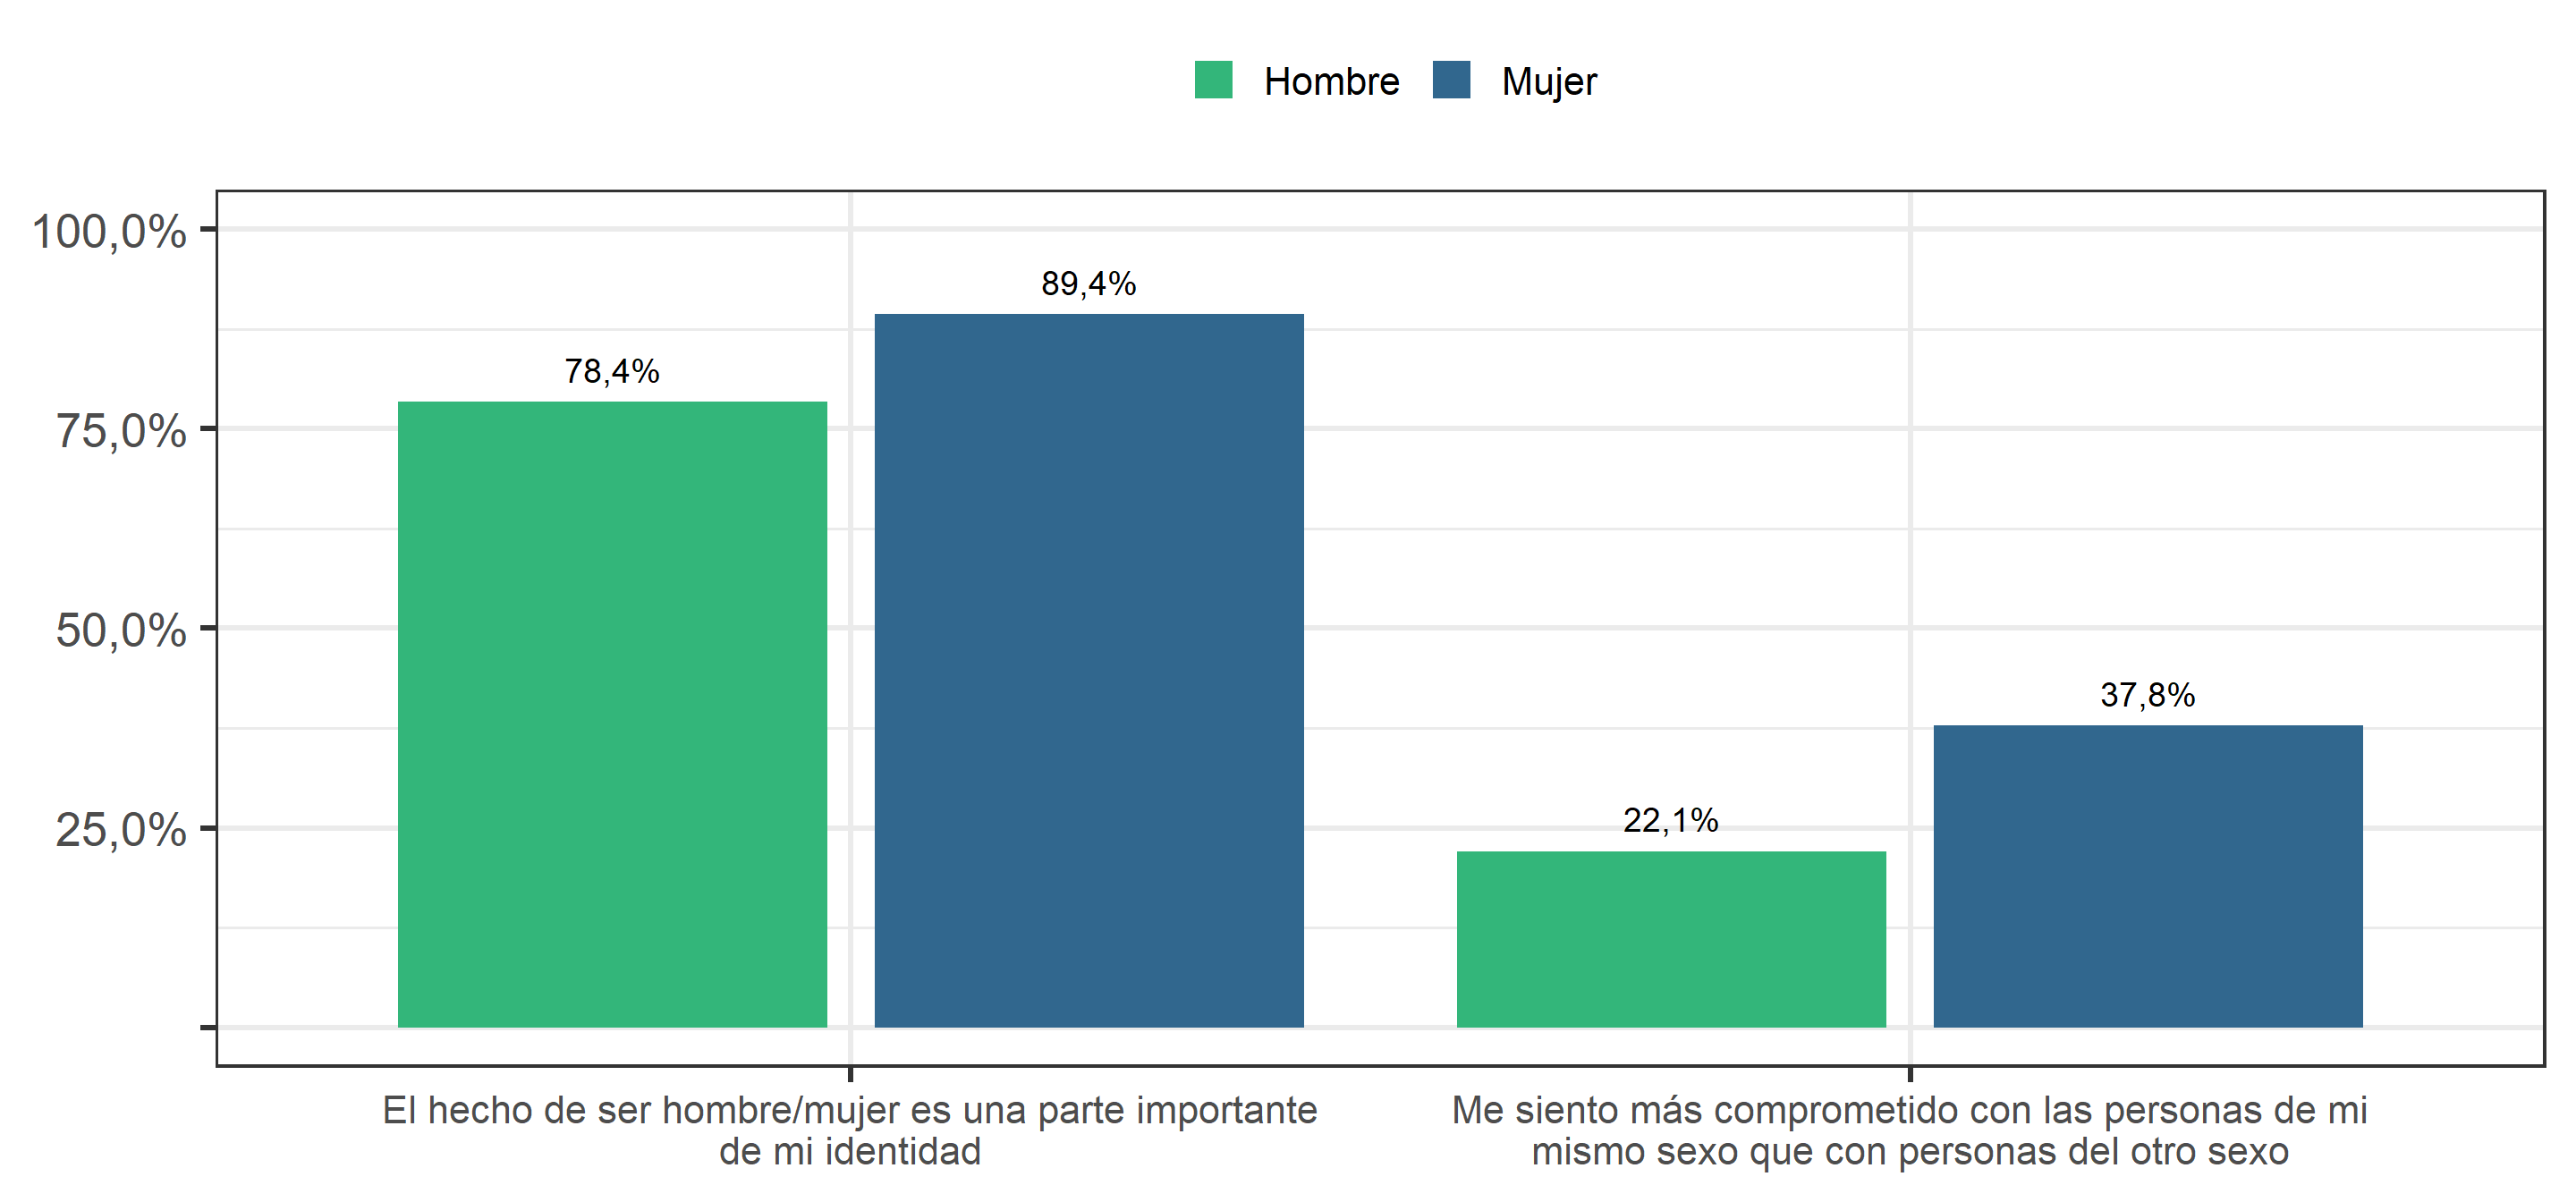 Hombre Mujer
100,0%
75,0%
50,0%
25,0%
78,4%
89,4%
22,1%
37,8%
El hecho de ser hombre/mujer es una parte importante
de mi identidad
Me siento más comprometido con las personas de mi
mismo sexo que con personas del otro sexo